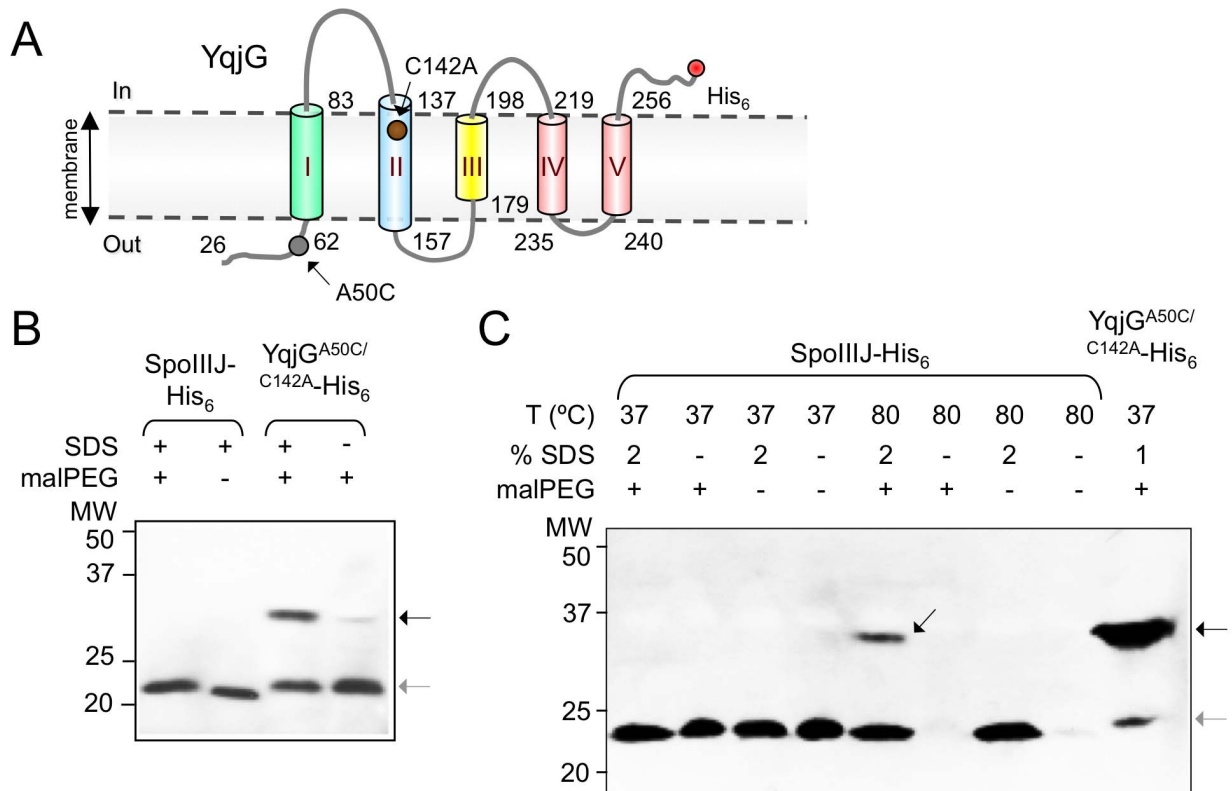 A
YqjG
C142A
In
83
137
198
219
256
His6
membrane
I
II
III
IV
V
179
Out
26
62
157
235
240
A50C
B
SpoIIIJ-
His6
YqjGA50C/
C142A-His6
SDS + + + -
malPEG + - + +
MW
50
37
25
20
C
SpoIIIJ-His6
YqjGA50C/
C142A-His6
T (ºC) 37 37 37 37 80 80 80 80 37
% SDS 2 - 2 - 2 - 2 - 1
malPEG + + - - + + - - +
MW
50
37
25
20